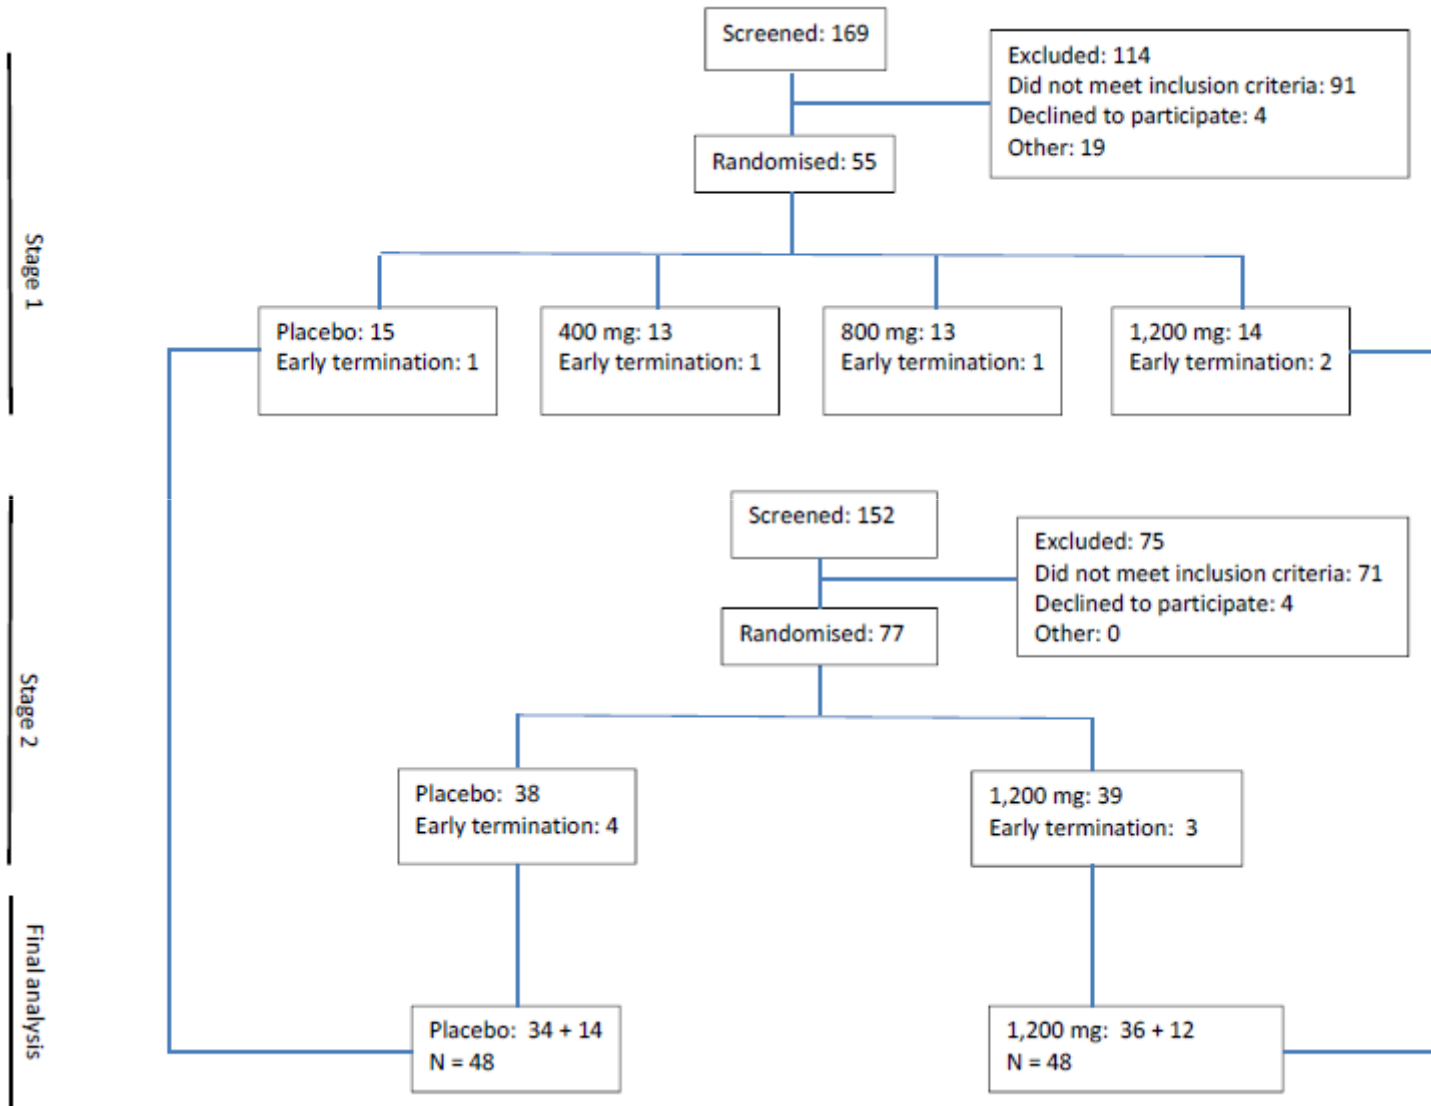 Screened: 169
Excluded: 114
Did not meet inclusion criteria: 91
Declined to participate: 4
Other: 19
Randomised: 55
Stage 1
Placebo: 15
Early termination: 1
400 mg: 13
Early termination: 1
800 mg: 13
Early termination: 1
1,200 mg: 14
Early termination: 2
Screened: 152
Excluded: 75
Did not meet inclusion criteria: 71
Declined to participate: 4
Other: 0
Randomised: 77
Stage 2
Placebo: 38
Early termination: 4
1,200 mg: 39
Early termination: 3
Final analysis
Placebo: 34 + 14
N = 48
1,200 mg: 36 + 12
N = 48